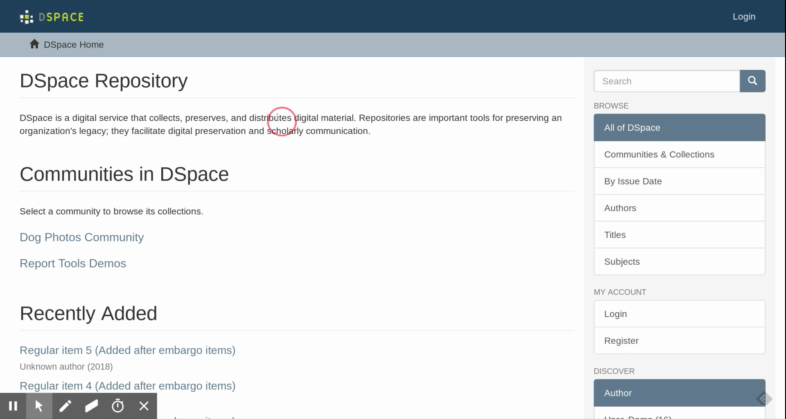 DSPACE
Login
DSpace Home
DSpace Repository
DSpace is a digital service that collects, preserves, and distributes digital material. Repositories are important tools for preserving an
organization's legacy; they facilitate digital preservation and scholarly communication.
Communities in DSpace
Select a community to browse its collections.
Dog Photos Community
Report Tools Demos
Recently Added
Regular item 5 (Added after embargo items)
Unknown author (2018)
Regular item 4 (Added after embargo items)
Search
BROWSE
All of DSpace
Communities & Collections
By Issue Date
Authors
Titles
Subjects
MY ACCOUNT
Login
Register
DISCOVER
Author